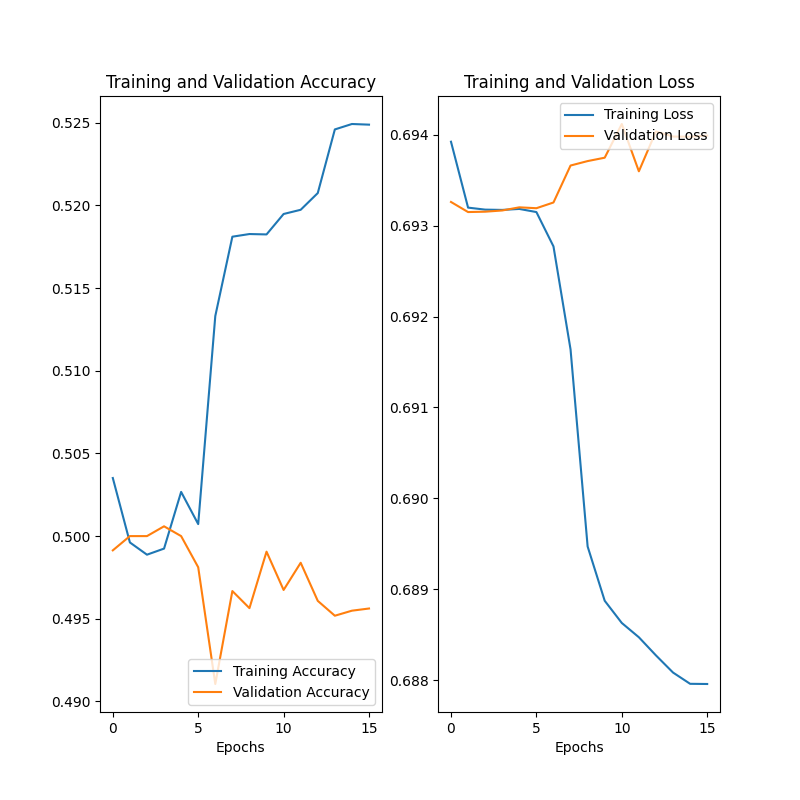 Training and Validation Accuracy
0.525
0.520
0.515
0.510
0.505
0.500
0.495
0.490
Training Accuracy
Validation Accuracy
0 5 10 15
Epochs
Training and Validation Loss
Training Loss
Validation Loss
0.694
0.693
0.692
0.691
0.690
0.689
0.688
0 5 10 15
Epochs